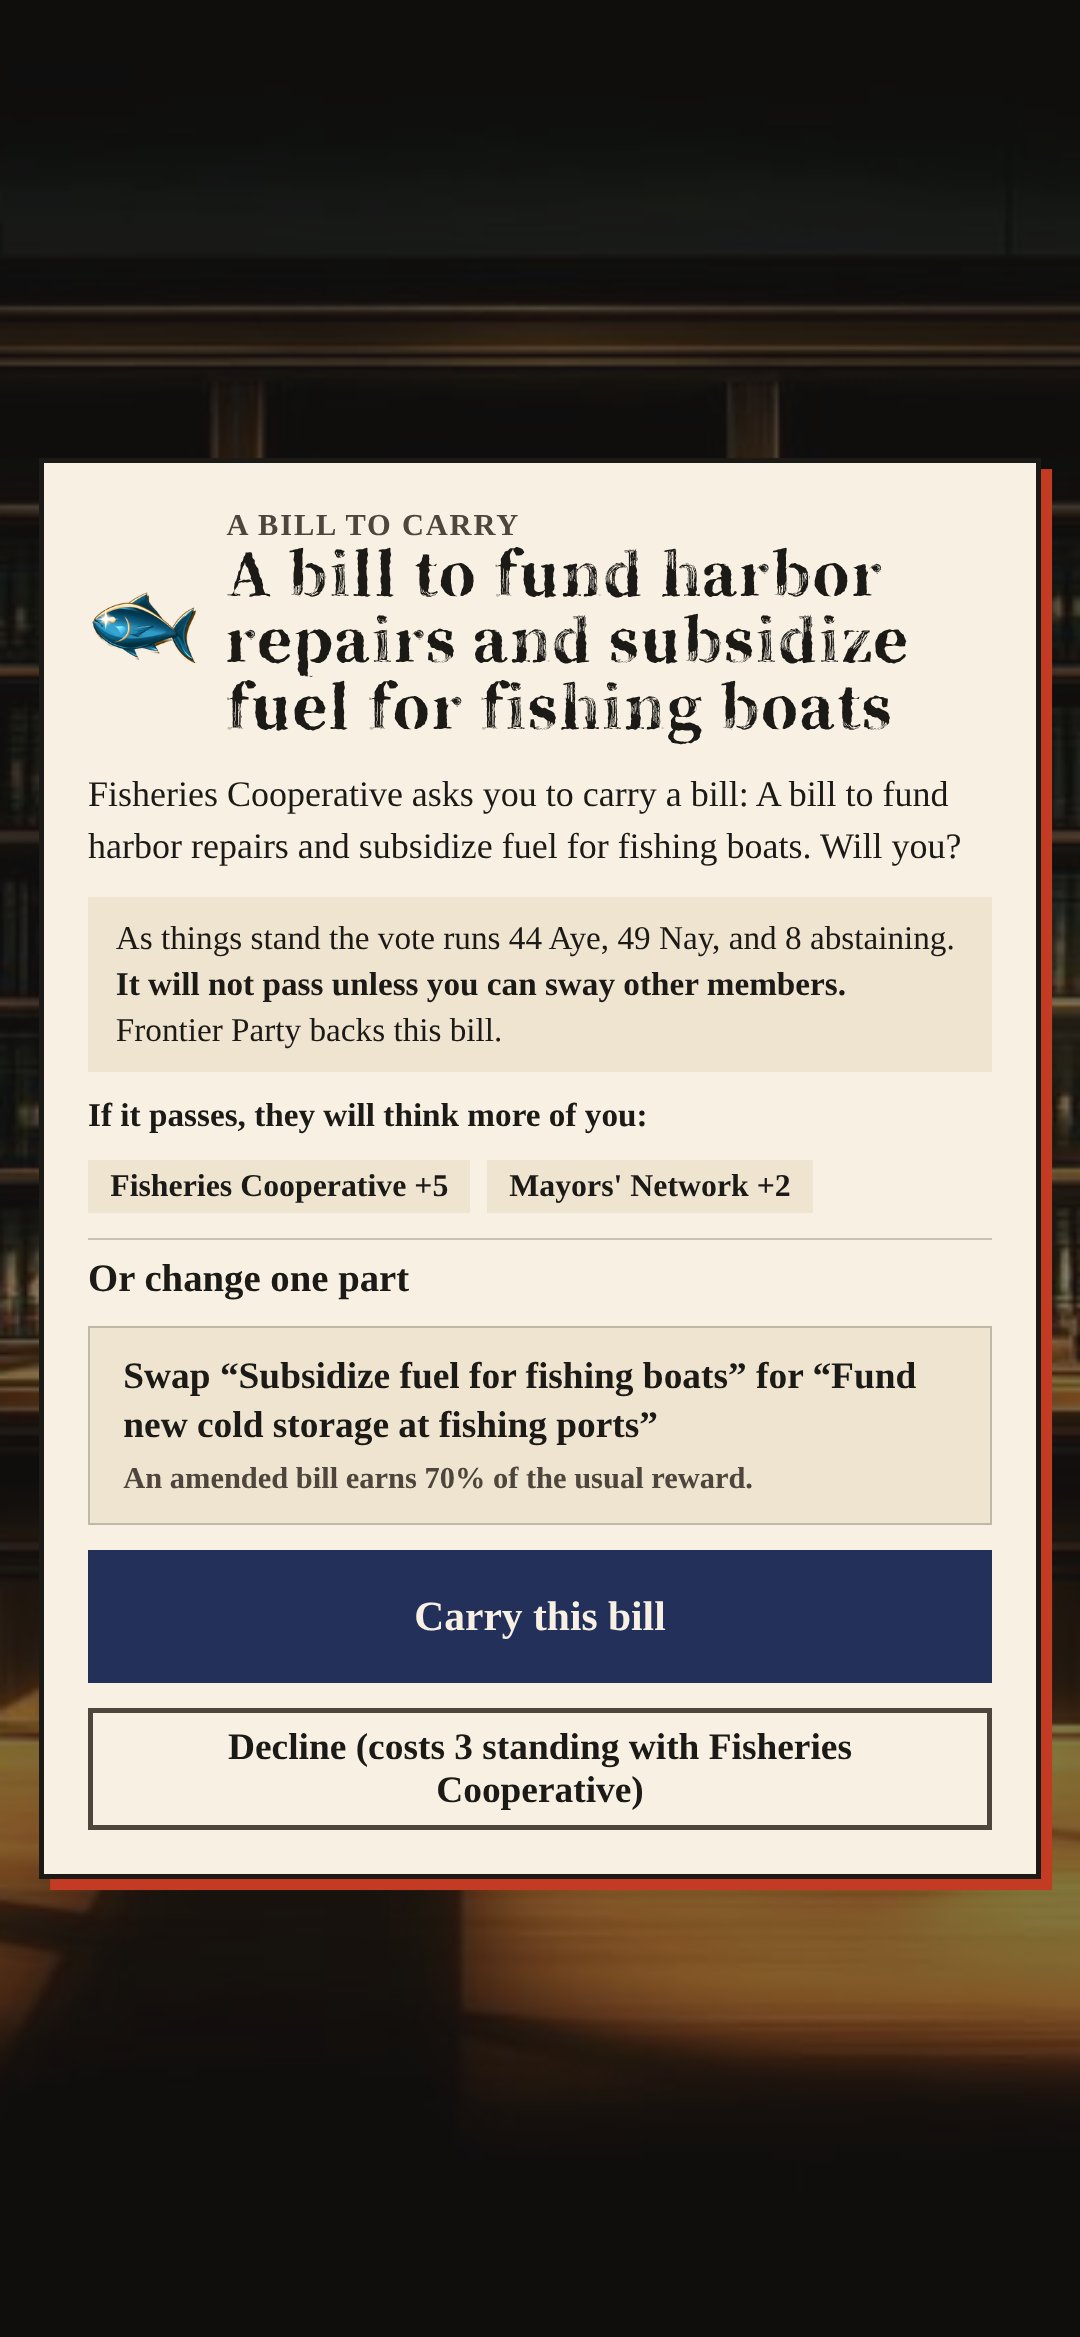 A BILL TO CARRY
A bill to fund harbor
repairs and subsidize
fuel for fishing boats
Fisheries Cooperative asks you to carry a bill: A bill to fund
harbor repairs and subsidize fuel for fishing boats. Will you?
As things stand the vote runs 44 Aye, 49 Nay, and 8 abstaining.
It will not pass unless you can sway other members.
Frontier Party backs this bill.
If it passes, they will think more of you:
Fisheries Cooperative +5
Mayors' Network +2
Or change one part
Swap “Subsidize fuel for fishing boats” for “Fund
new cold storage at fishing ports”
An amended bill earns 70% of the usual reward.
Carry this bill
Decline (costs 3 standing with Fisheries
Cooperative)